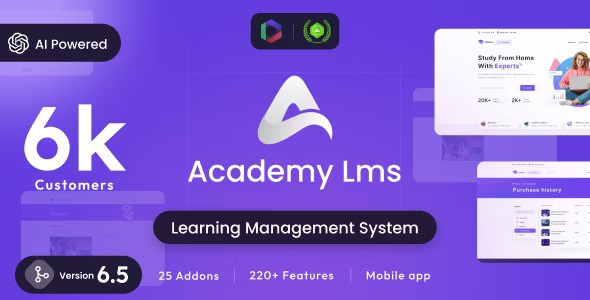 AI Powered
6k
Customers
Academy Lms
Learning Management System
Version 6.5
25 Addons
220+ Features
Mobile app
Study From Home
With Experts
20K+
2K+
Purchase history